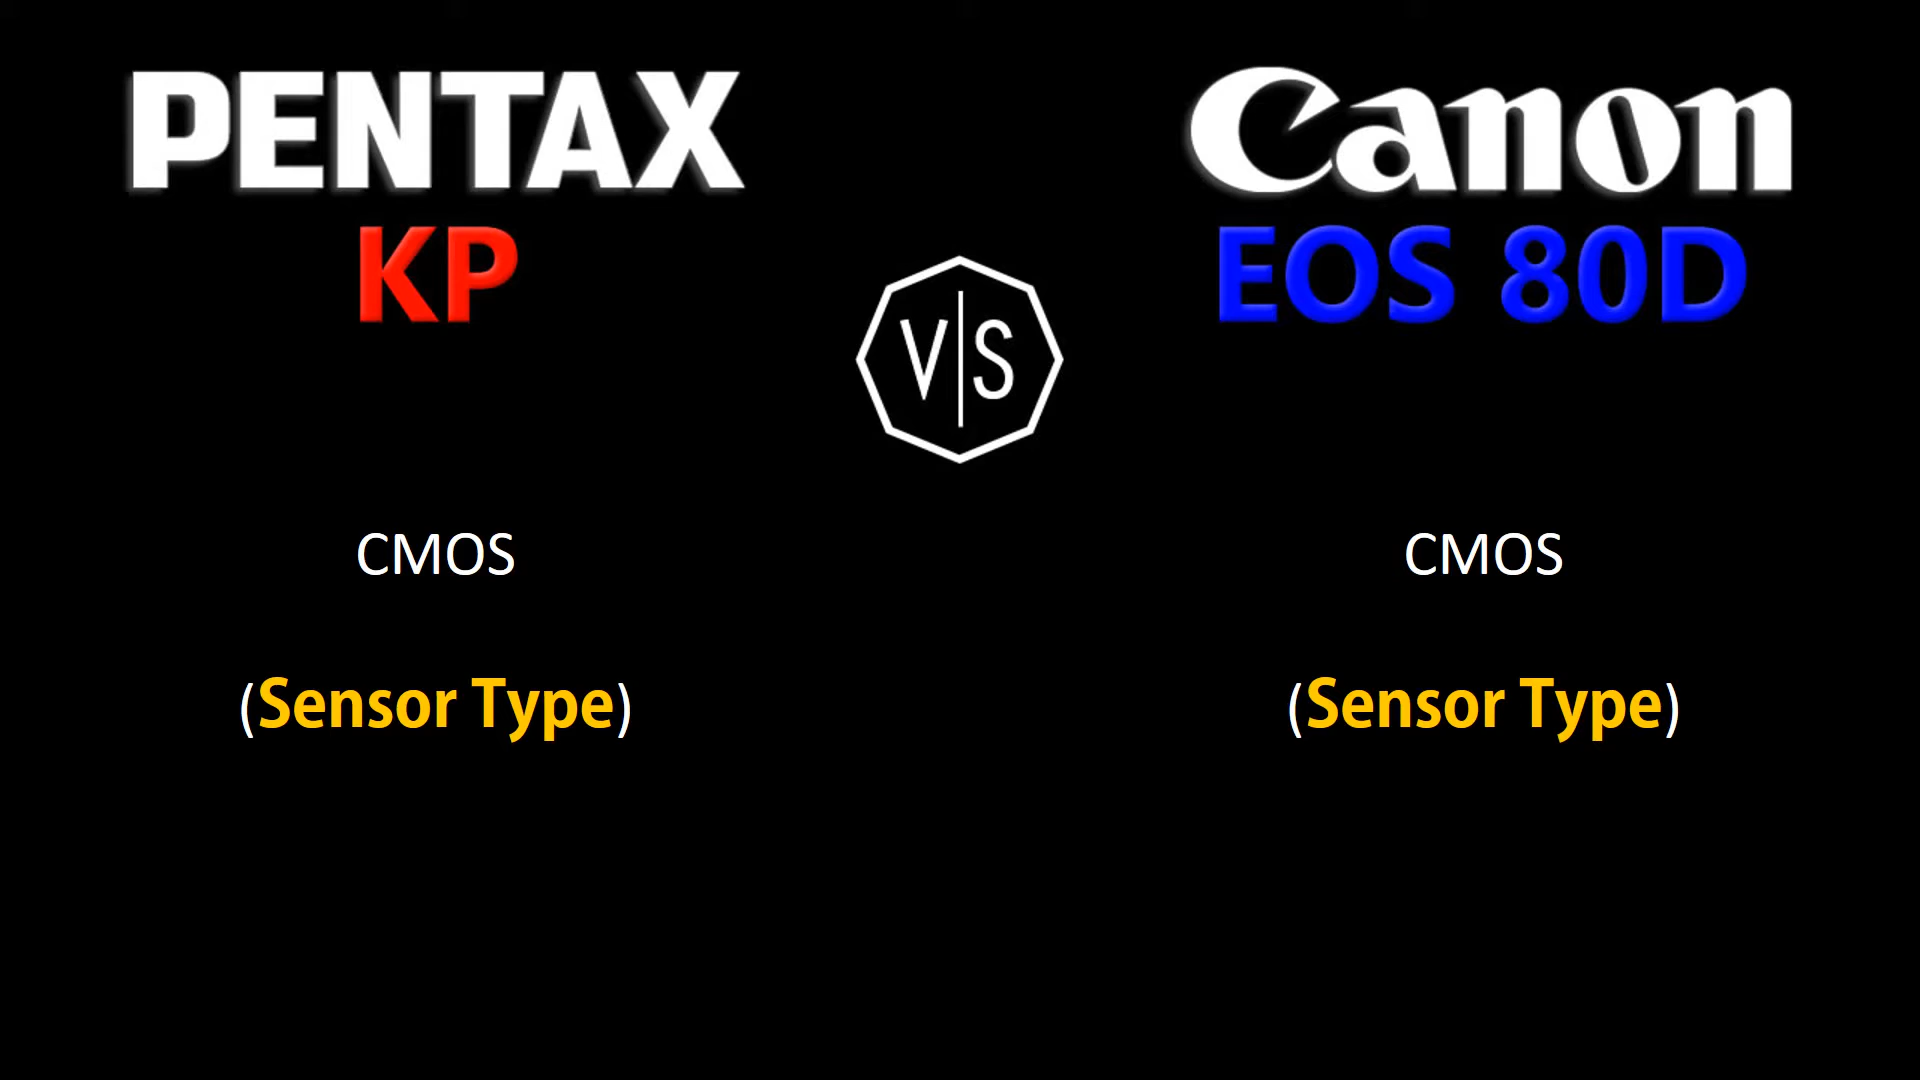 PENTAX
KP
Canon
EOS 80D
V|S
CMOS
CMOS
(Sensor Type)
(Sensor Type)